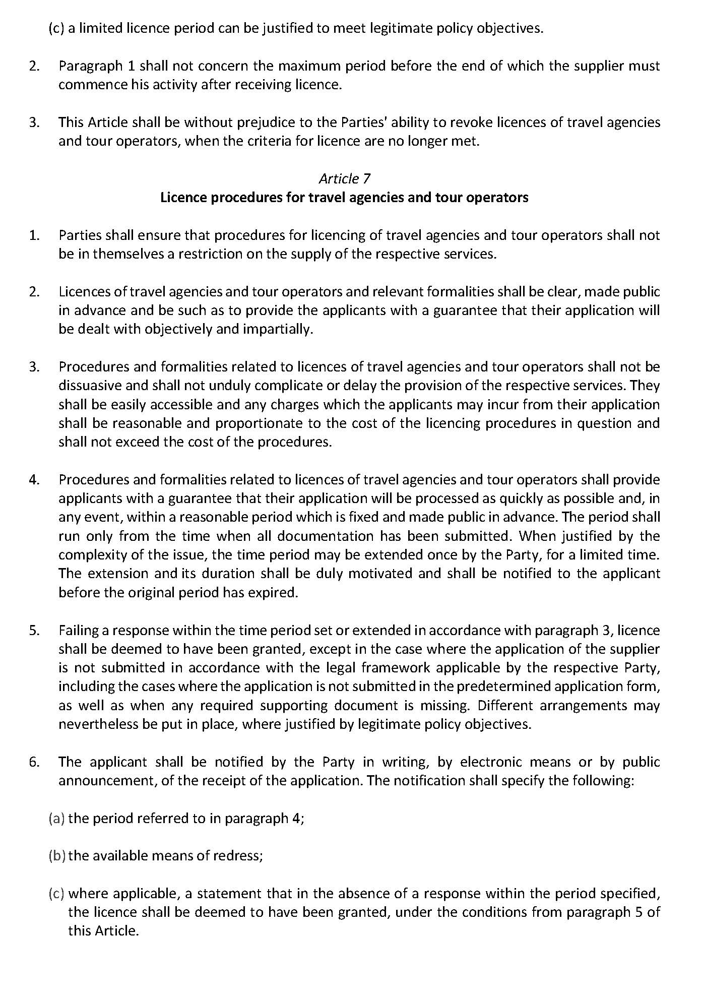 (c) a limited licence period can be justified to meet legitimate policy objectives.
2. Paragraph 1 shall not concern the maximum period before the end of which the supplier must
commence his activity after receiving licence.
3. This Article shall be without prejudice to the Parties' ability to revoke licences of travel agencies
and tour operators, when the criteria for licence are no longer met.
Article 7
Licence procedures for travel agencies and tour operators
1. Parties shall ensure that procedures for licencing of travel agencies and tour operators shall not
be in themselves a restriction on the supply of the respective services.
2. Licences of travel agencies and tour operators and relevant formalities shall be clear, made public
in advance and be such as to provide the applicants with a guarantee that their application will
be dealt with objectively and impartially.
3. Procedures and formalities related to licences of travel agencies and tour operators shall not be
dissuasive and shall not unduly complicate or delay the provision of the respective services. They
shall be easily accessible and any charges which the applicants may incur from their application
shall be reasonable and proportionate to the cost of the licencing procedures in question and
shall not exceed the cost of the procedures.
4. Procedures and formalities related to licences of travel agencies and tour operators shall provide
applicants with a guarantee that their application will be processed as quickly as possible and, in
any event, within a reasonable period which is fixed and made public in advance. The period shall
run only from the time when all documentation has been submitted. When justified by the
complexity of the issue, the time period may be extended once by the Party, for a limited time.
The extension and its duration shall be duly motivated and shall be notified to the applicant
before the original period has expired.
5. Failing a response within the time period set or extended in accordance with paragraph 3, licence
shall be deemed to have been granted, except in the case where the application of the supplier
is not submitted in accordance with the legal framework applicable by the respective Party,
including the cases where the application is not submitted in the predetermined application form,
as well as when any required supporting document is missing. Different arrangements may
nevertheless be put in place, where justified by legitimate policy objectives.
6. The applicant shall be notified by the Party in writing, by electronic means or by public
announcement, of the receipt of the application. The notification shall specify the following:
(a) the period referred to in paragraph 4;
(b) the available means of redress;
(c) where applicable, a statement that in the absence of a response within the period specified,
the licence shall be deemed to have been granted, under the conditions from paragraph 5 of
this Article.